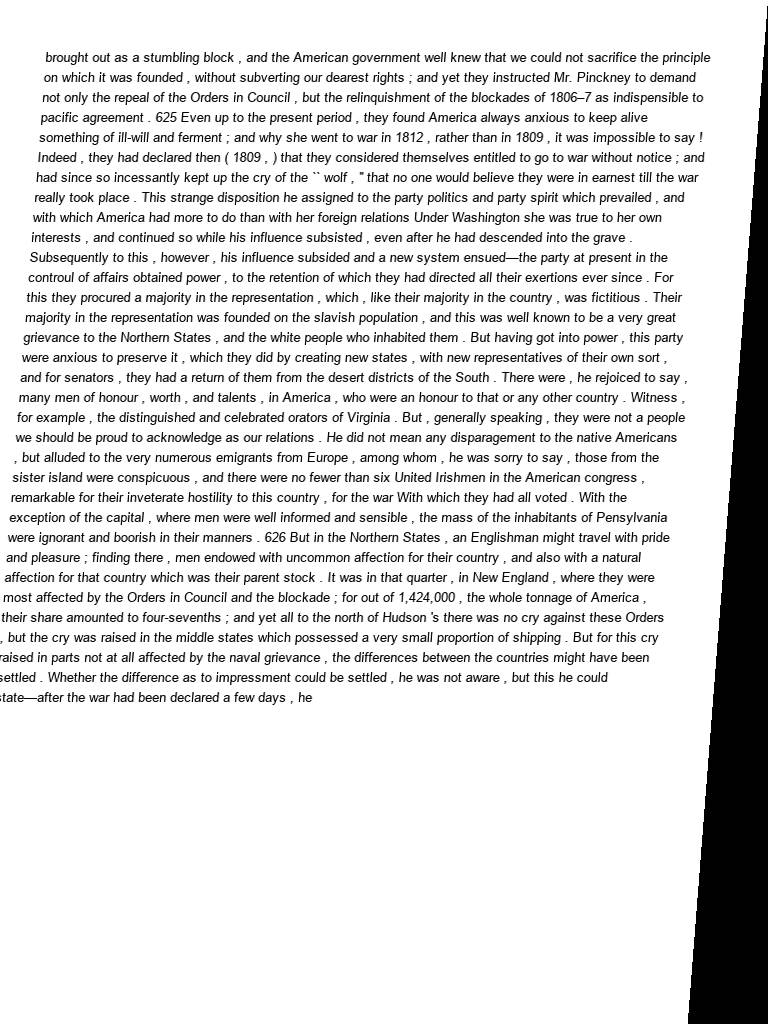 brought out as a stumbling block , and the American government well knew that we could not sacrifice the principle
on which it was founded , without subverting our dearest rights ; and yet they instructed Mr. Pinckney to demand
not only the repeal of the Orders in Council , but the relinquishment of the blockades of 1806–7 as indispensible to
pacific agreement . 625 Even up to the present period , they found America always anxious to keep alive
something of ill-will and ferment ; and why she went to war in 1812 , rather than in 1809 , it was impossible to say !
Indeed , they had declared then ( 1809 , ) that they considered themselves entitled to go to war without notice ; and
had since so incessantly kept up the cry of the `` wolf , '' that no one would believe they were in earnest till the war
really took place . This strange disposition he assigned to the party politics and party spirit which prevailed , and
with which America had more to do than with her foreign relations Under Washington she was true to her own
interests , and continued so while his influence subsisted , even after he had descended into the grave .
Subsequently to this , however , his influence subsided and a new system ensued—the party at present in the
controul of affairs obtained power , to the retention of which they had directed all their exertions ever since . For
this they procured a majority in the representation , which , like their majority in the country , was fictitious . Their
majority in the representation was founded on the slavish population , and this was well known to be a very great
grievance to the Northern States , and the white people who inhabited them . But having got into power , this party
were anxious to preserve it , which they did by creating new states , with new representatives of their own sort ,
and for senators , they had a return of them from the desert districts of the South . There were , he rejoiced to say ,
many men of honour , worth , and talents , in America , who were an honour to that or any other country . Witness ,
for example , the distinguished and celebrated orators of Virginia . But , generally speaking , they were not a people
we should be proud to acknowledge as our relations . He did not mean any disparagement to the native Americans
, but alluded to the very numerous emigrants from Europe , among whom , he was sorry to say , those from the
sister island were conspicuous , and there were no fewer than six United Irishmen in the American congress ,
remarkable for their inveterate hostility to this country , for the war With which they had all voted . With the
exception of the capital , where men were well informed and sensible , the mass of the inhabitants of Pensylvania
were ignorant and boorish in their manners . 626 But in the Northern States , an Englishman might travel with pride
and pleasure ; finding there , men endowed with uncommon affection for their country , and also with a natural
affection for that country which was their parent stock . It was in that quarter , in New England , where they were
most affected by the Orders in Council and the blockade ; for out of 1,424,000 , the whole tonnage of America ,
their share amounted to four-sevenths ; and yet all to the north of Hudson 's there was no cry against these Orders
, but the cry was raised in the middle states which possessed a very small proportion of shipping . But for this cry
raised in parts not at all affected by the naval grievance , the differences between the countries might have been
settled . Whether the difference as to impressment could be settled , he was not aware , but this he could
state—after the war had been declared a few days , he